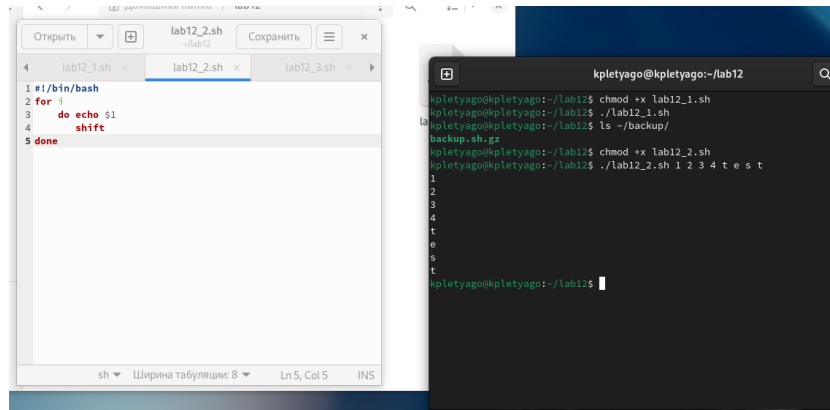 Домашняя папка / lab12
Открыть
lab12_2.sh
~/lab12
Сохранить
lab12_1.sh ×
lab12_2.sh ×
lab12_3.sh ×
1 #!/bin/bash
2 for i
3 do echo $1
4 shift
5 done
sh
Ширина табуляции: 8
Ln 5, Col 5
INS
la
kpletyago@kpletyago:~/lab12
kpletyago@kpletyago:~/lab12$ chmod +x lab12_1.sh
kpletyago@kpletyago:~/lab12$ ./lab12_1.sh
kpletyago@kpletyago:~/lab12$ ls ~/backup/
backup.sh.gz
kpletyago@kpletyago:~/lab12$ chmod +x lab12_2.sh
kpletyago@kpletyago:~/lab12$ ./lab12_2.sh 1 2 3 4 t e s t
1
2
3
4
t
e
s
t
kpletyago@kpletyago:~/lab12$